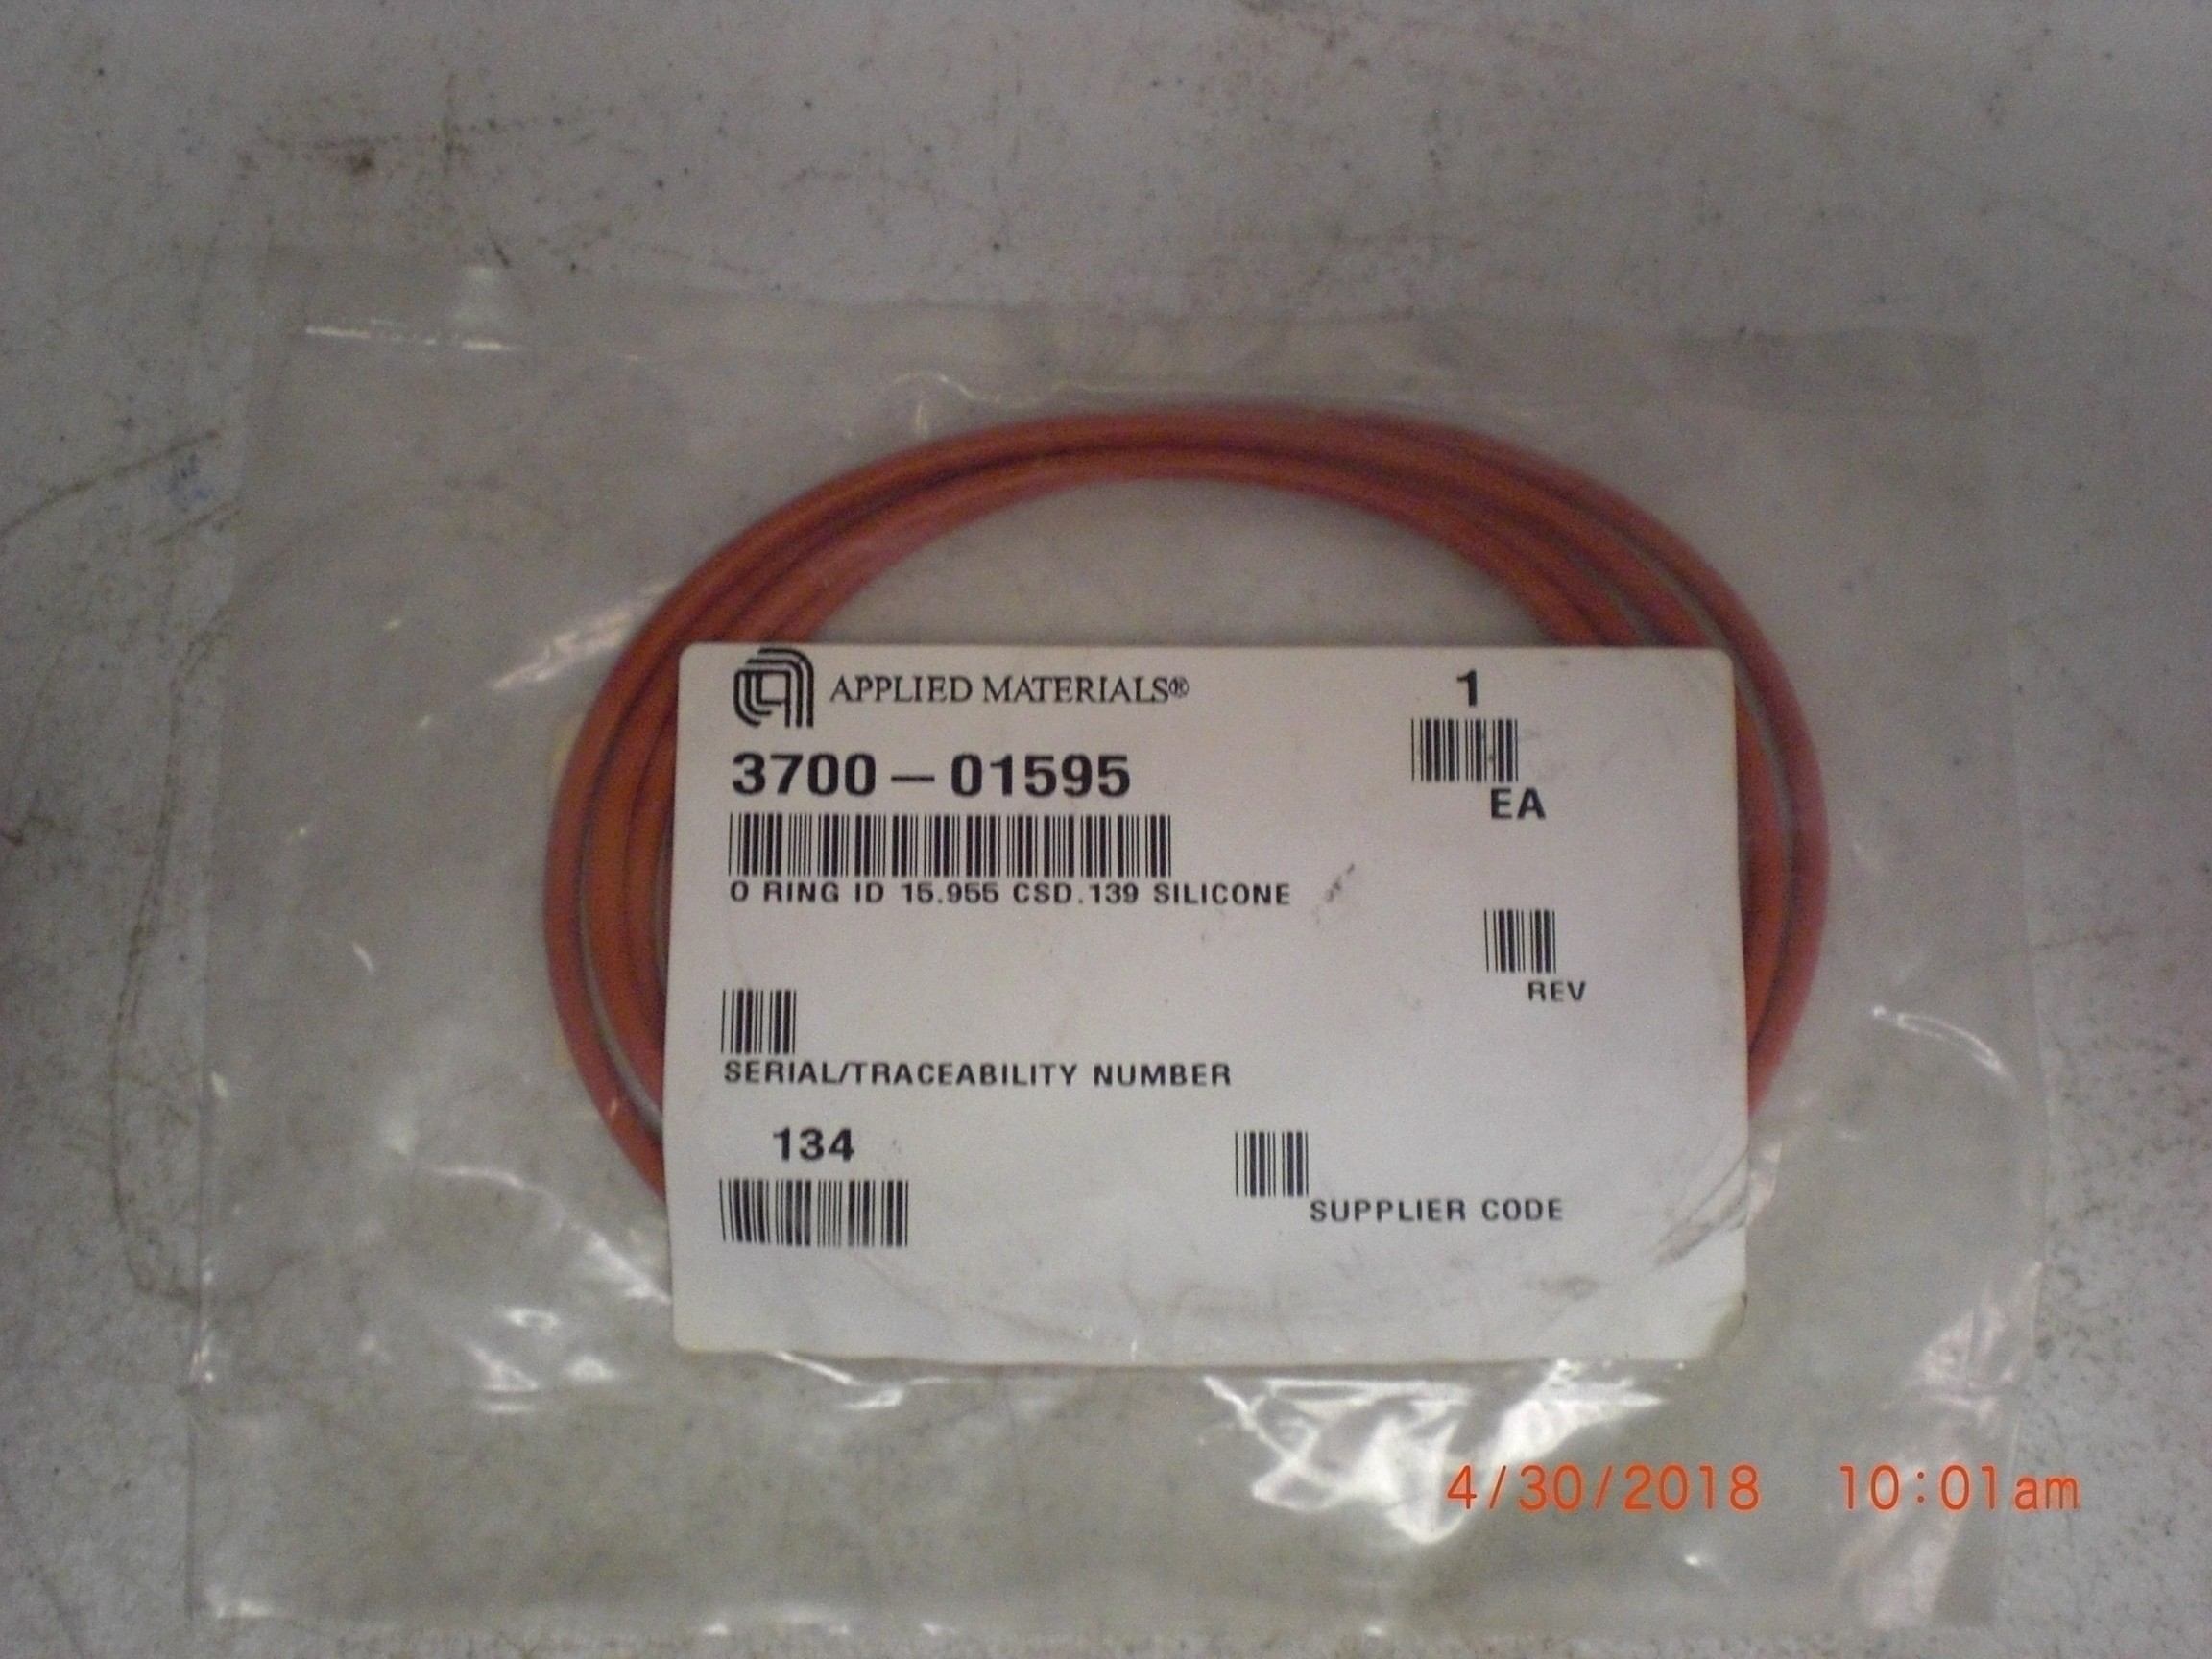 APPLIED MATERIALS®
1
3700-01595
EA
O RING ID 15.955 CSD.139 SILICONE
REV
SERIAL/TRACEABILITY NUMBER
134
SUPPLIER CODE
4/30/2018 10:01am